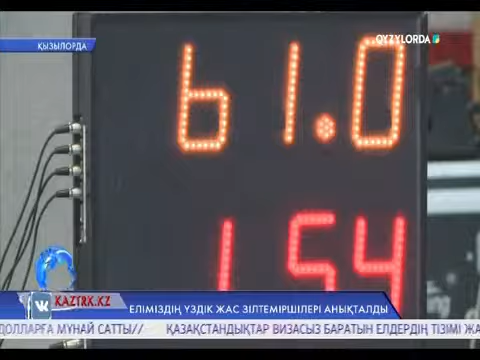 ҚЫЗЫЛОРДА
QYZYLORDA
61.0
1 54
KAZTRK.KZ
ЕЛІМІЗДІҢ ҮЗДІК ЖАС ЗІЛТЕМІРШІЛЕРІ АНЫҚТАЛДЫ
ДОЛЛАРҒА МҰНАЙ САТТЫ// ҚАЗАҚСТАНДЫҚТАР ВИЗАСЫЗ БАРАТЫН ЕЛДЕРДІҢ ТІЗІМІ ЖА